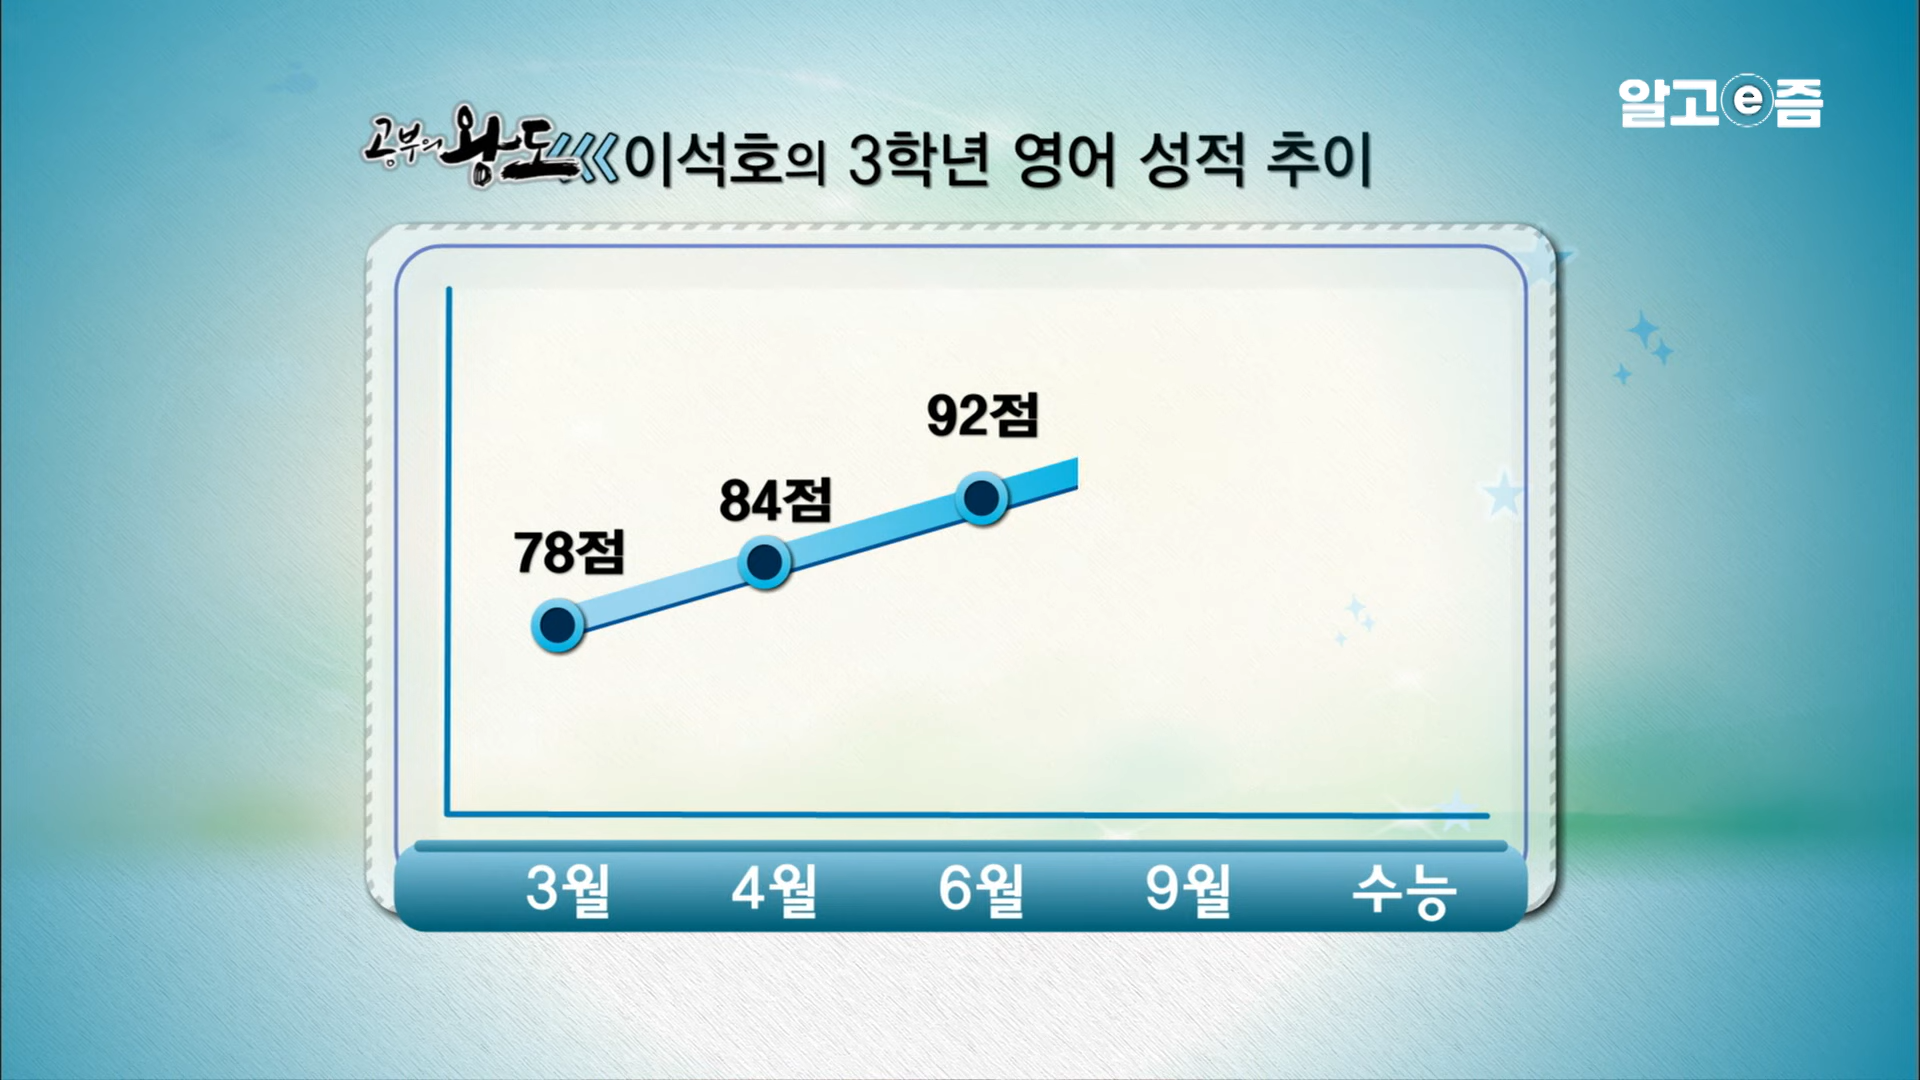 알고e즘
공부의 왕도 이석호의 3학년 영어 성적 추이
92점
84점
78점
3월 4월 6월 9월 수능